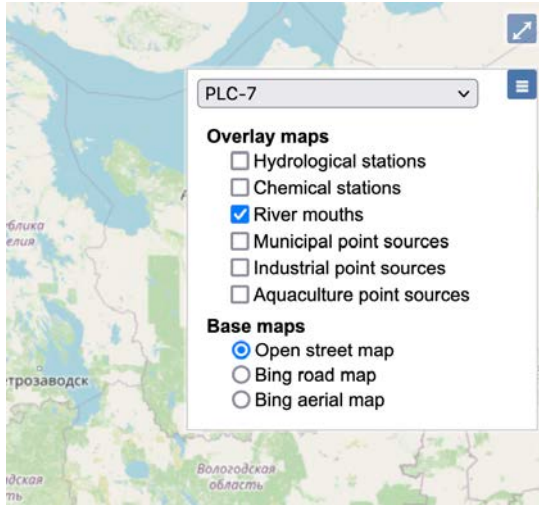 PLC-7
Overlay maps
Hydrological stations
Chemical stations
River mouths
Municipal point sources
Industrial point sources
Aquaculture point sources
Base maps
Open street map
Bing road map
Bing aerial map
Вологодская
область